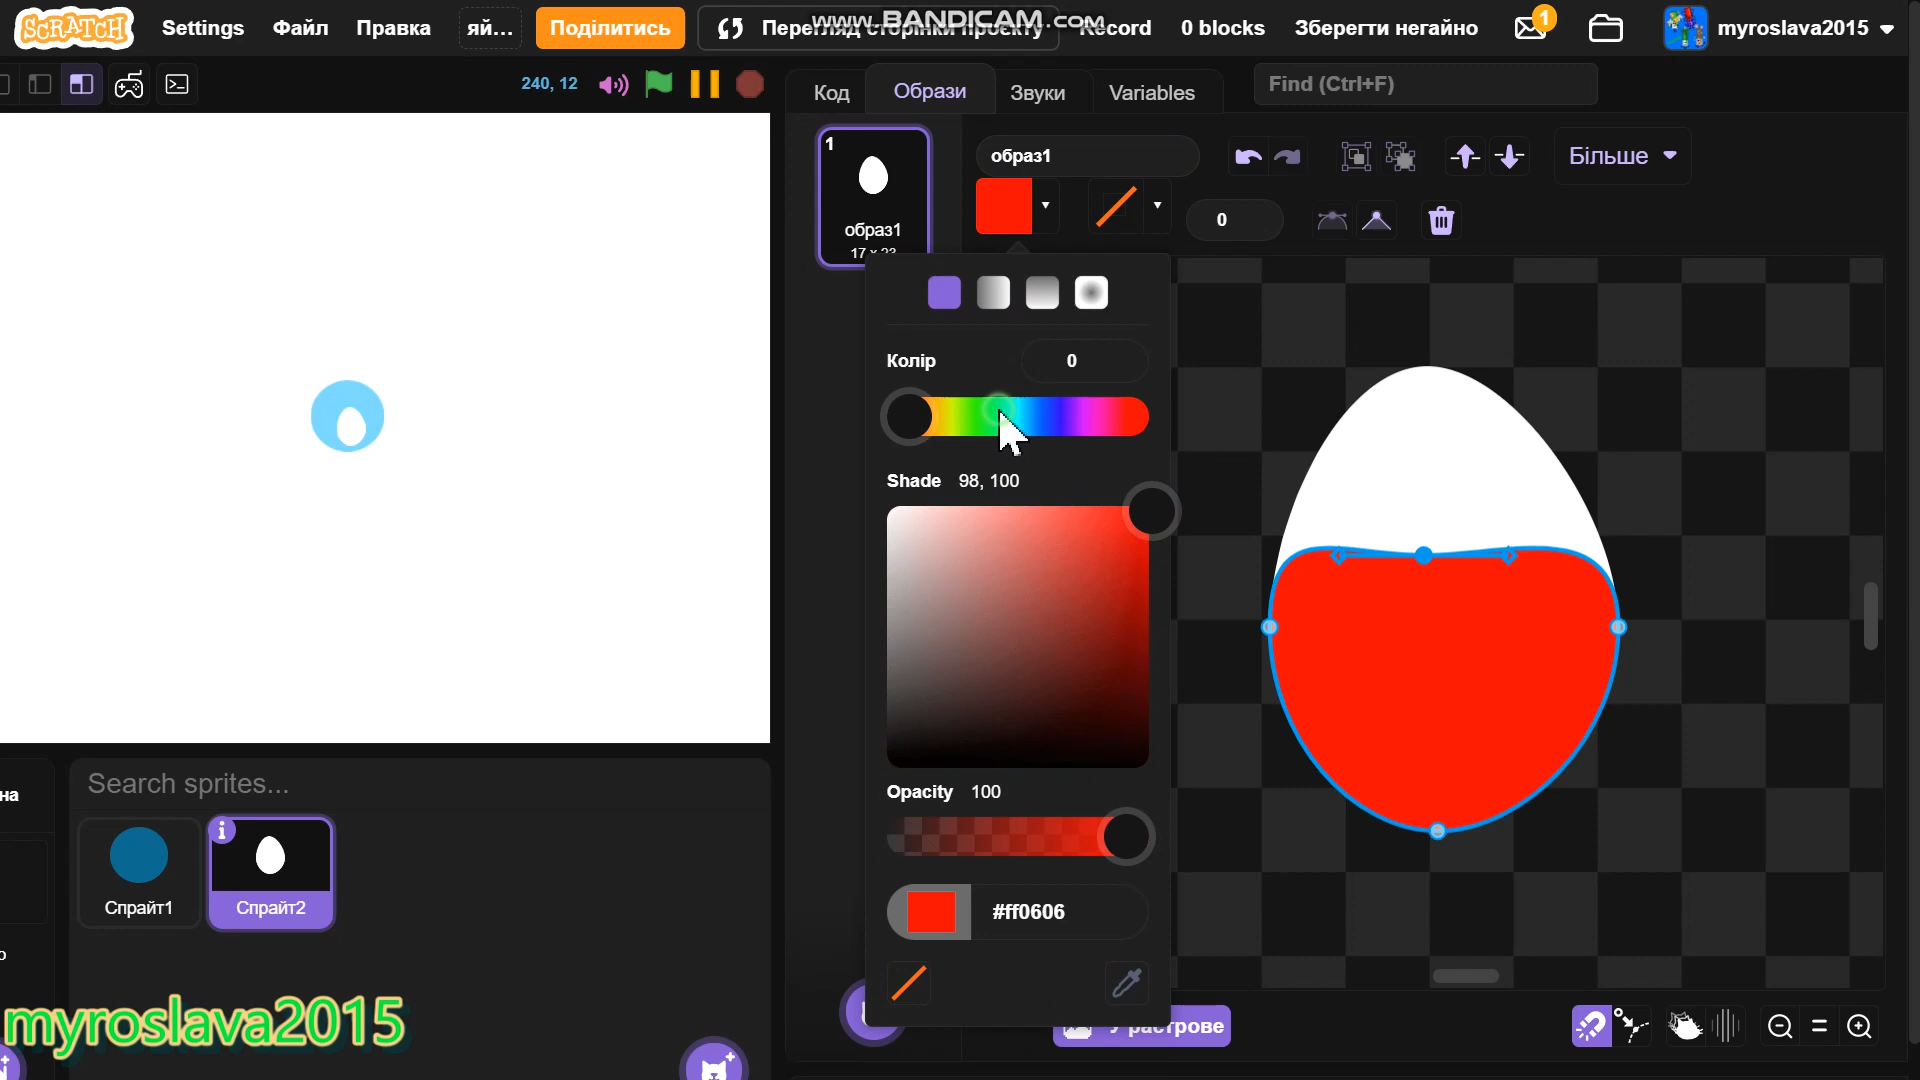 SCRATCH Settings Файл Правка яй... Поділитись Record 0 blocks Зберегти негайно 1 myroslava2015
www.BANDICAM.com
240, 12
Код Образи Звуки Variables Find (Ctrl+F)
1
образ1
образ1 Більше
0
Колір 0
Shade 98, 100
Opacity 100
#ff0606
на
Search sprites...
Спрайт1 Спрайт2
о
myroslava2015